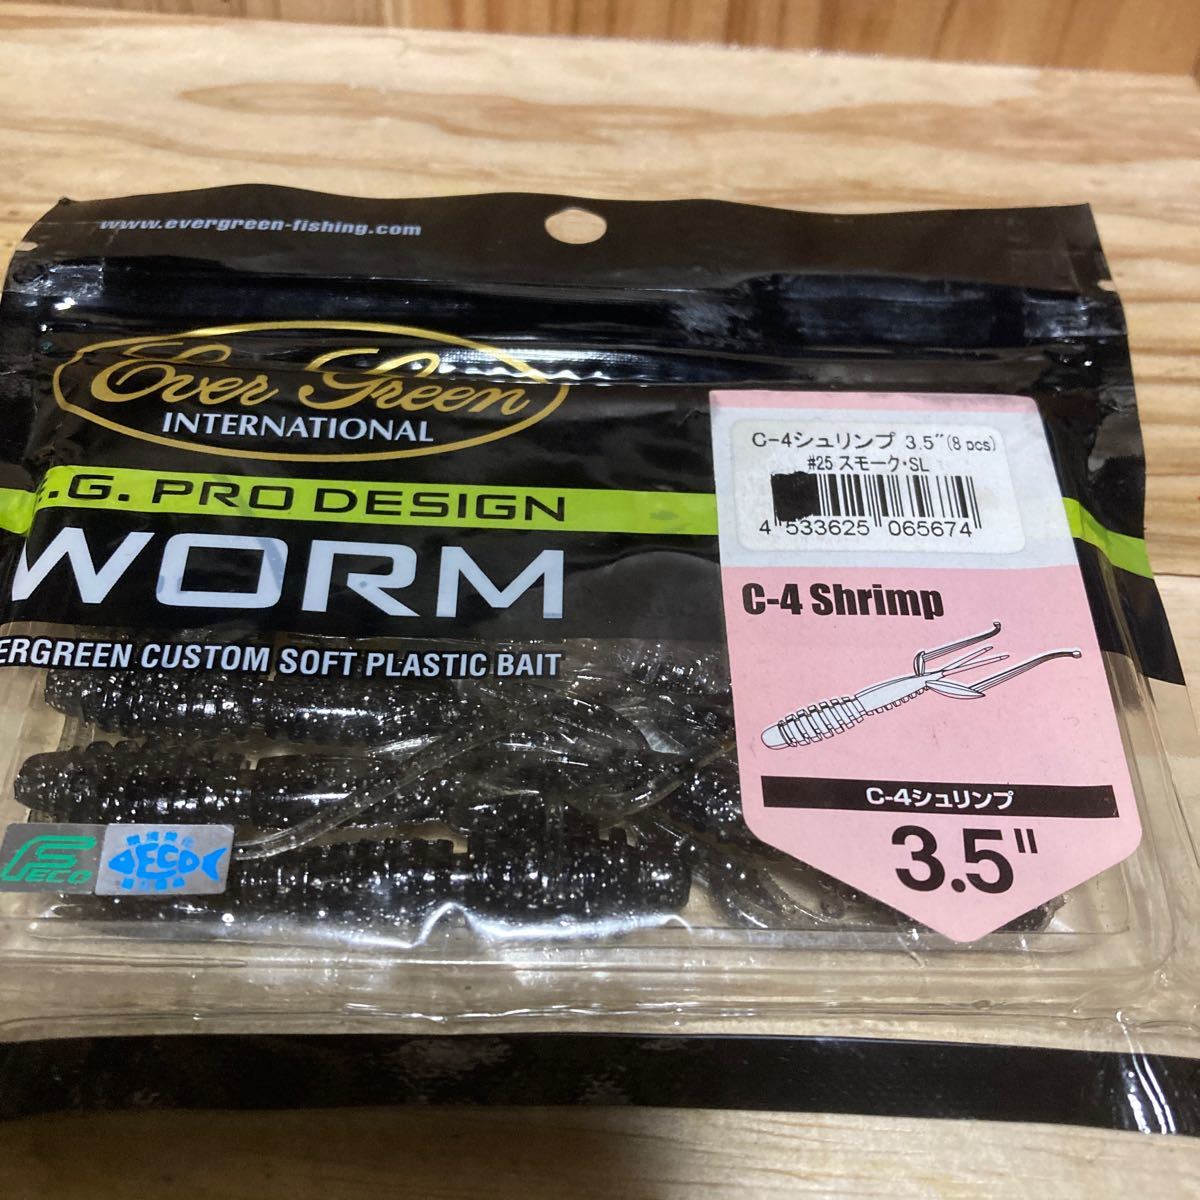 www.evergreen-fishing.com
Ever Green
INTERNATIONAL
E.G. PRO DESIGN
WORM
ERGREEN CUSTOM SOFT PLASTIC BAIT
C-4シュリンプ 3.5″(8 pcs)
#25 スモーク・SL
4 533625 065674
C-4 Shrimp
C-4シュリンプ
3.5"
ECO
ECO